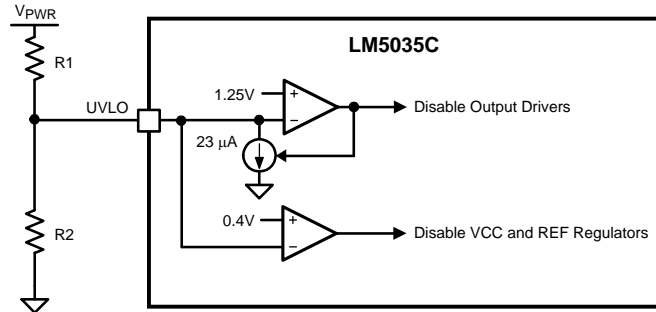 VPWR
LM5035C
R1
1.25V
+
−
UVLO
Disable Output Drivers
23 μA
0.4V
+
−
Disable VCC and REF Regulators
R2